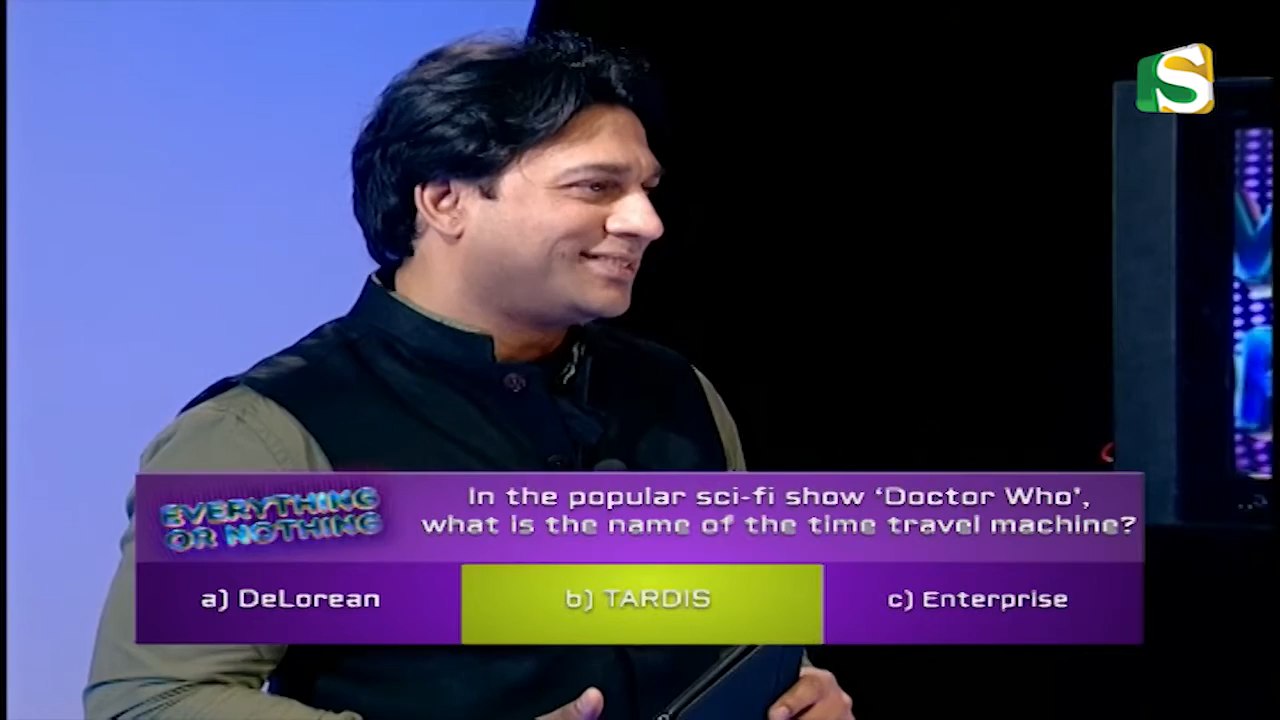 S
EVERYTHING
OR NOTHING
In the popular sci-fi show ‘Doctor Who’,
what is the name of the time travel machine?
a) DeLorean
b) TARDIS
c) Enterprise